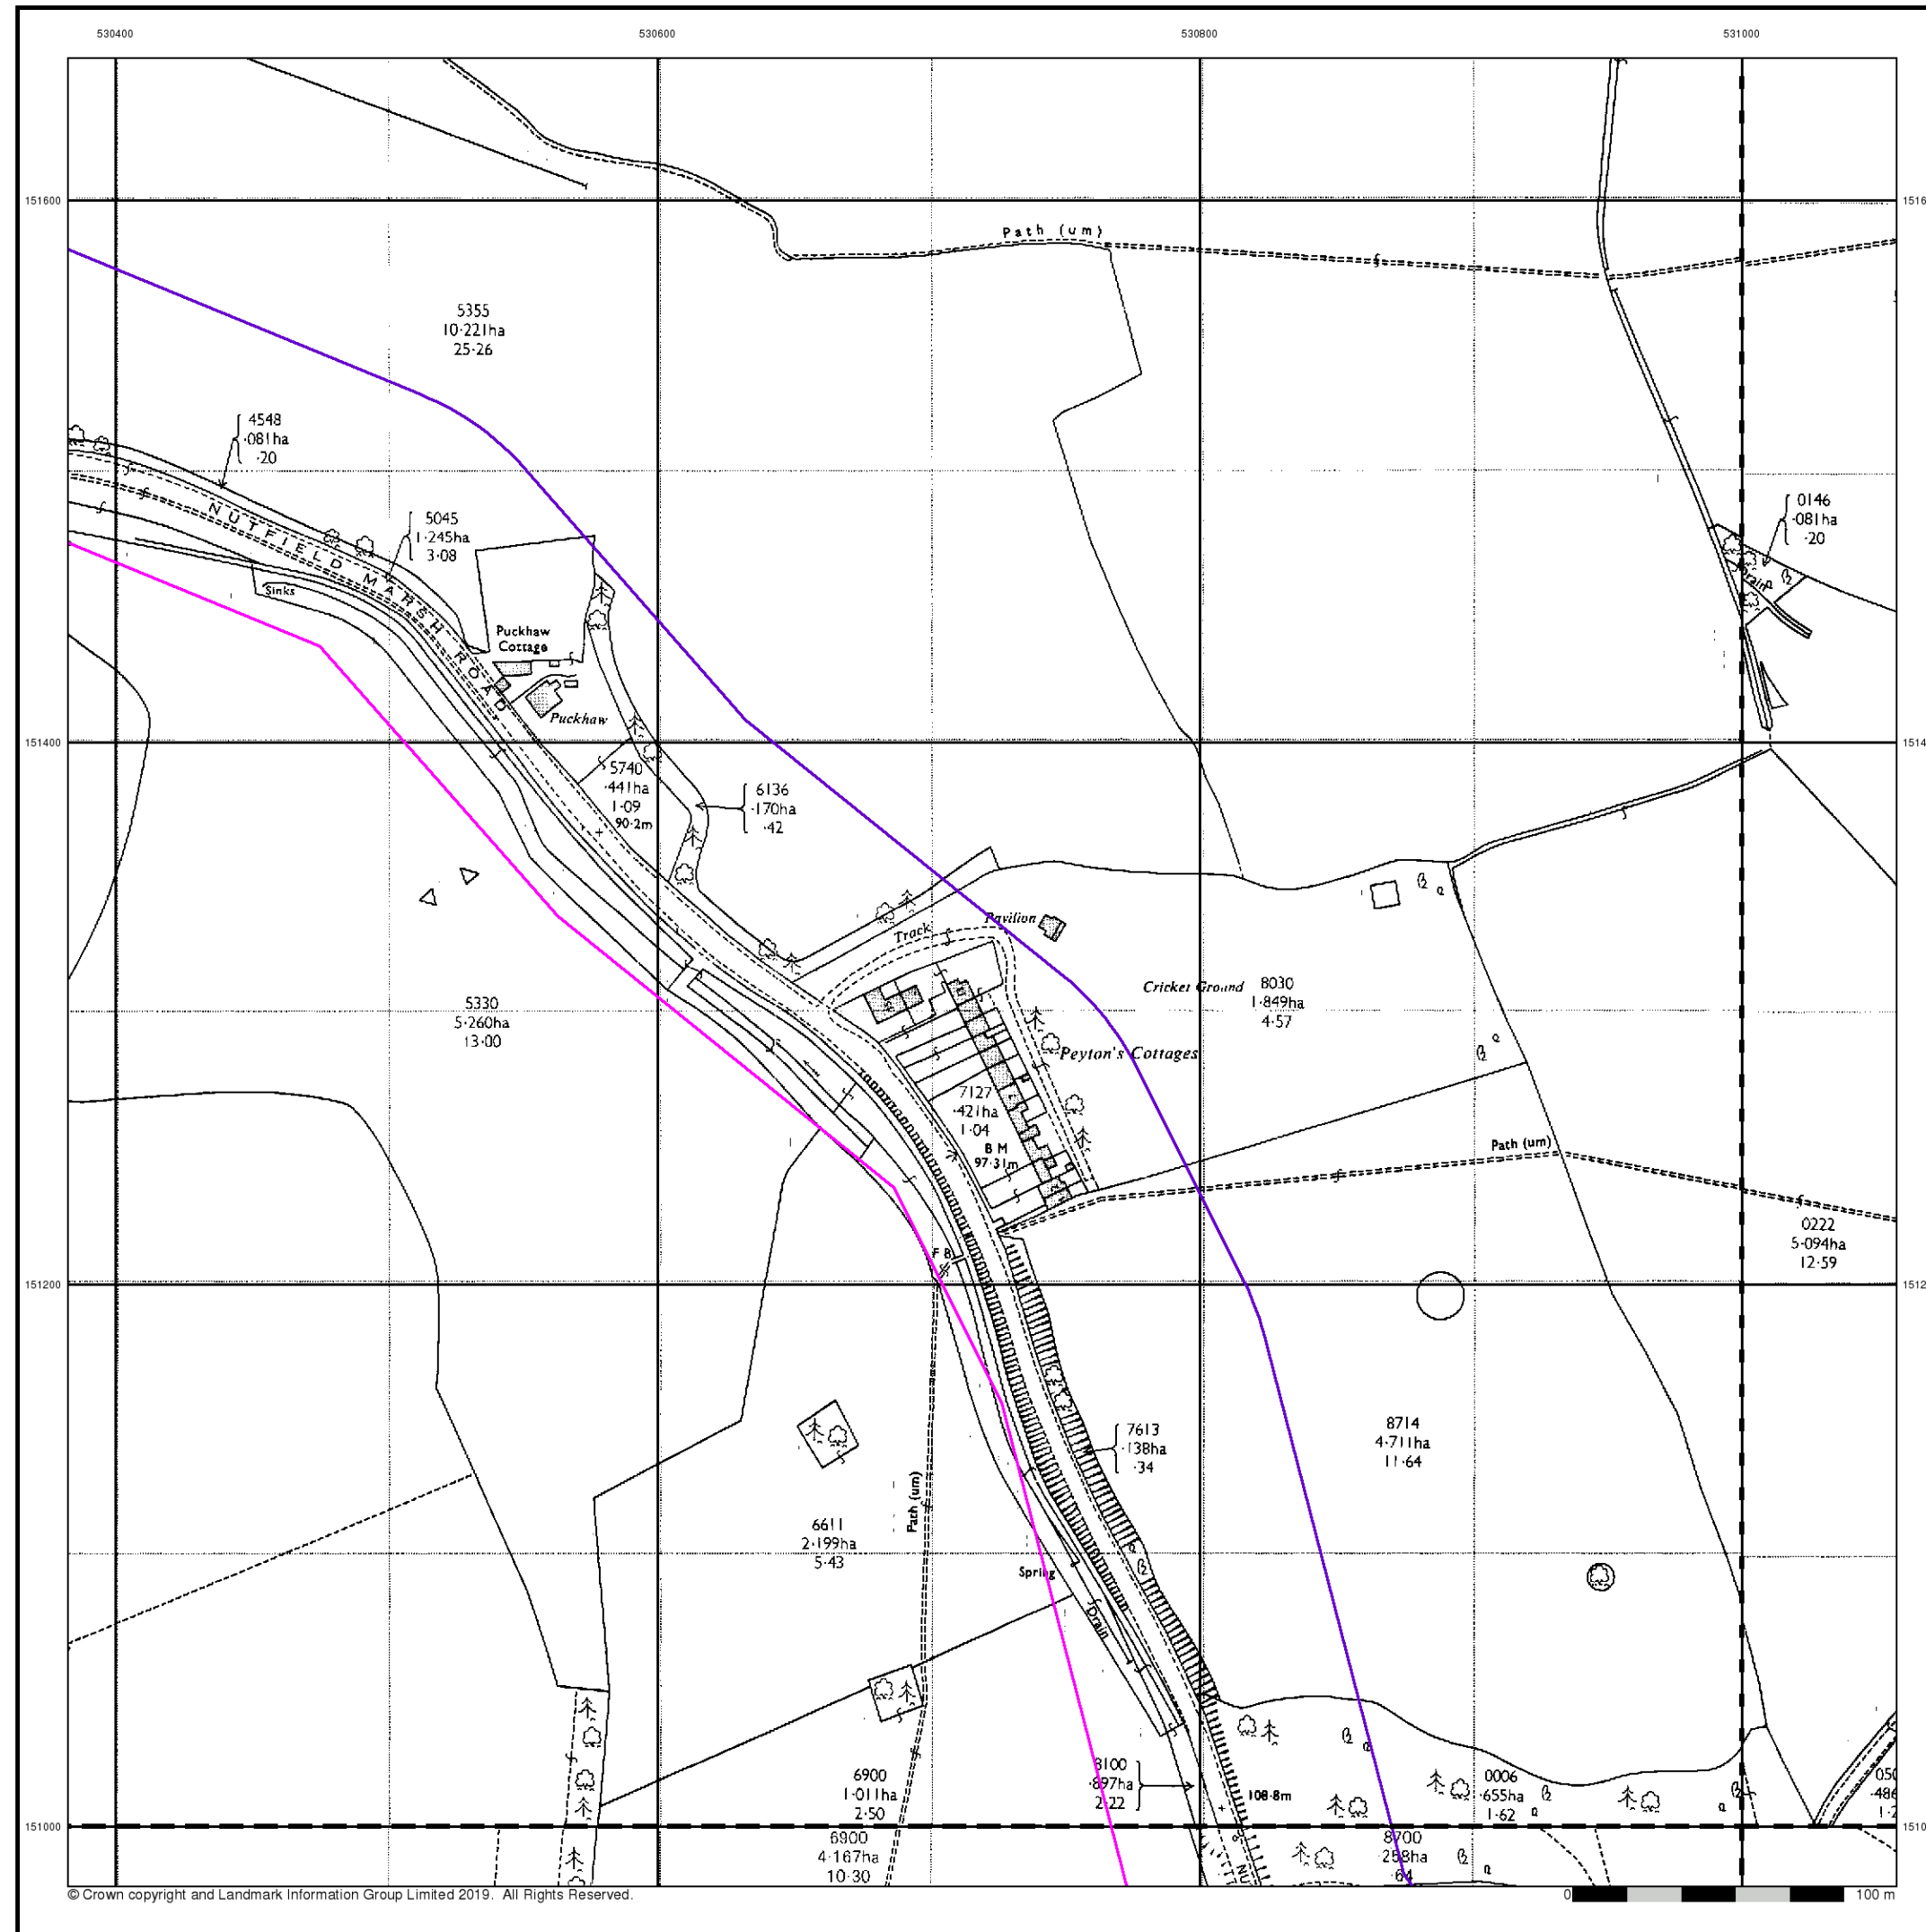 530400 530600 530800 531000
151600
1516
Path (um)
5355
10·221ha
25·26
4548
·081ha
·20
5045
1·245ha
3·08
0146
·081ha
·20
Drain
NUTFIELD MARSH ROAD
Sinks
Puckhaw
Cottage
Puckhaw
151400
1514
5740
·441ha
1·09
90·2m
6136
·170ha
·42
Pavilion
Track
Cricket Ground
8030
1·849ha
4·57
5330
5·260ha
13·00
Peyton's Cottages
7127
·421ha
1·04
B M
97·31m
Path (um)
0222
5·094ha
12·59
F B
151200
1512
7613
·138ha
·34
8714
4·711ha
11·64
Path (um)
6611
2·199ha
5·43
Spring
Drain
8100
·897ha
2·22
108·8m
6900
1·011ha
2·50
0006
·655ha
1·62
151000
1510
6900
4·167ha
10·30
8700
·258ha
·64
© Crown copyright and Landmark Information Group Limited 2019. All Rights Reserved.
0 100 m